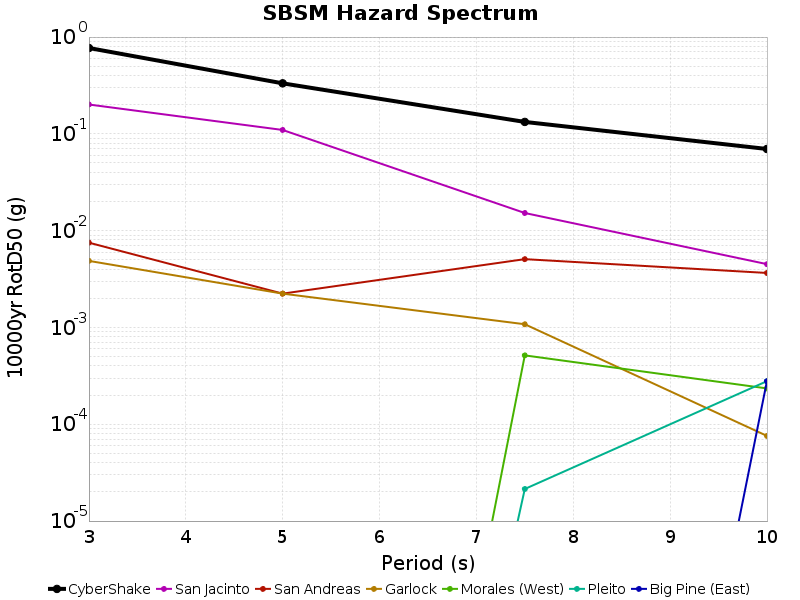 SBSM Hazard Spectrum
10000yr RotD50 (g)
10^0
10^-1
10^-2
10^-3
10^-4
10^-5
3 4 5 6 7 8 9 10
Period (s)
CyberShake San Jacinto San Andreas Garlock Morales (West) Pleito Big Pine (East)